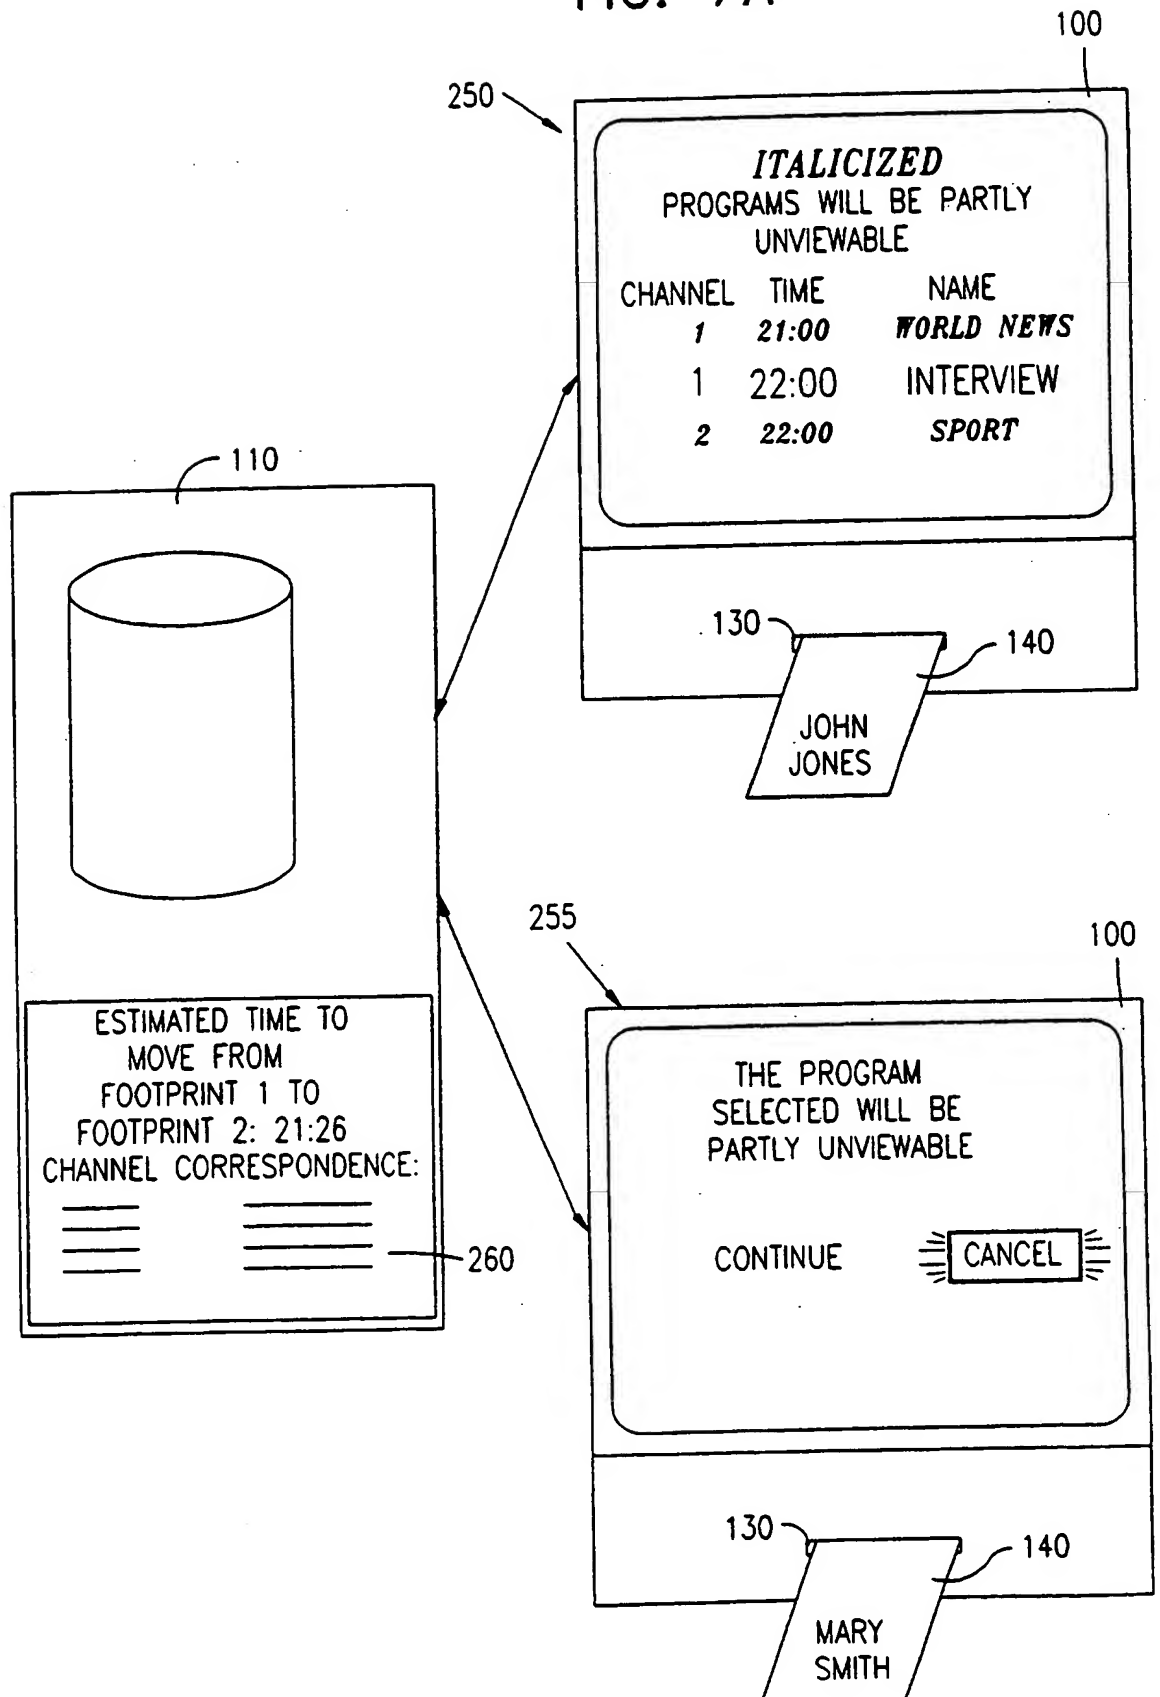 FIG. 7A
100
250
ITALICIZED
PROGRAMS WILL BE PARTLY
UNVIEWABLE
CHANNEL TIME NAME
1 21:00 WORLD NEWS
1 22:00 INTERVIEW
2 22:00 SPORT
110
130
140
JOHN
JONES
255
100
ESTIMATED TIME TO
MOVE FROM
FOOTPRINT 1 TO
FOOTPRINT 2: 21:26
CHANNEL CORRESPONDENCE:
260
THE PROGRAM
SELECTED WILL BE
PARTLY UNVIEWABLE
CONTINUE CANCEL
130
140
MARY
SMITH